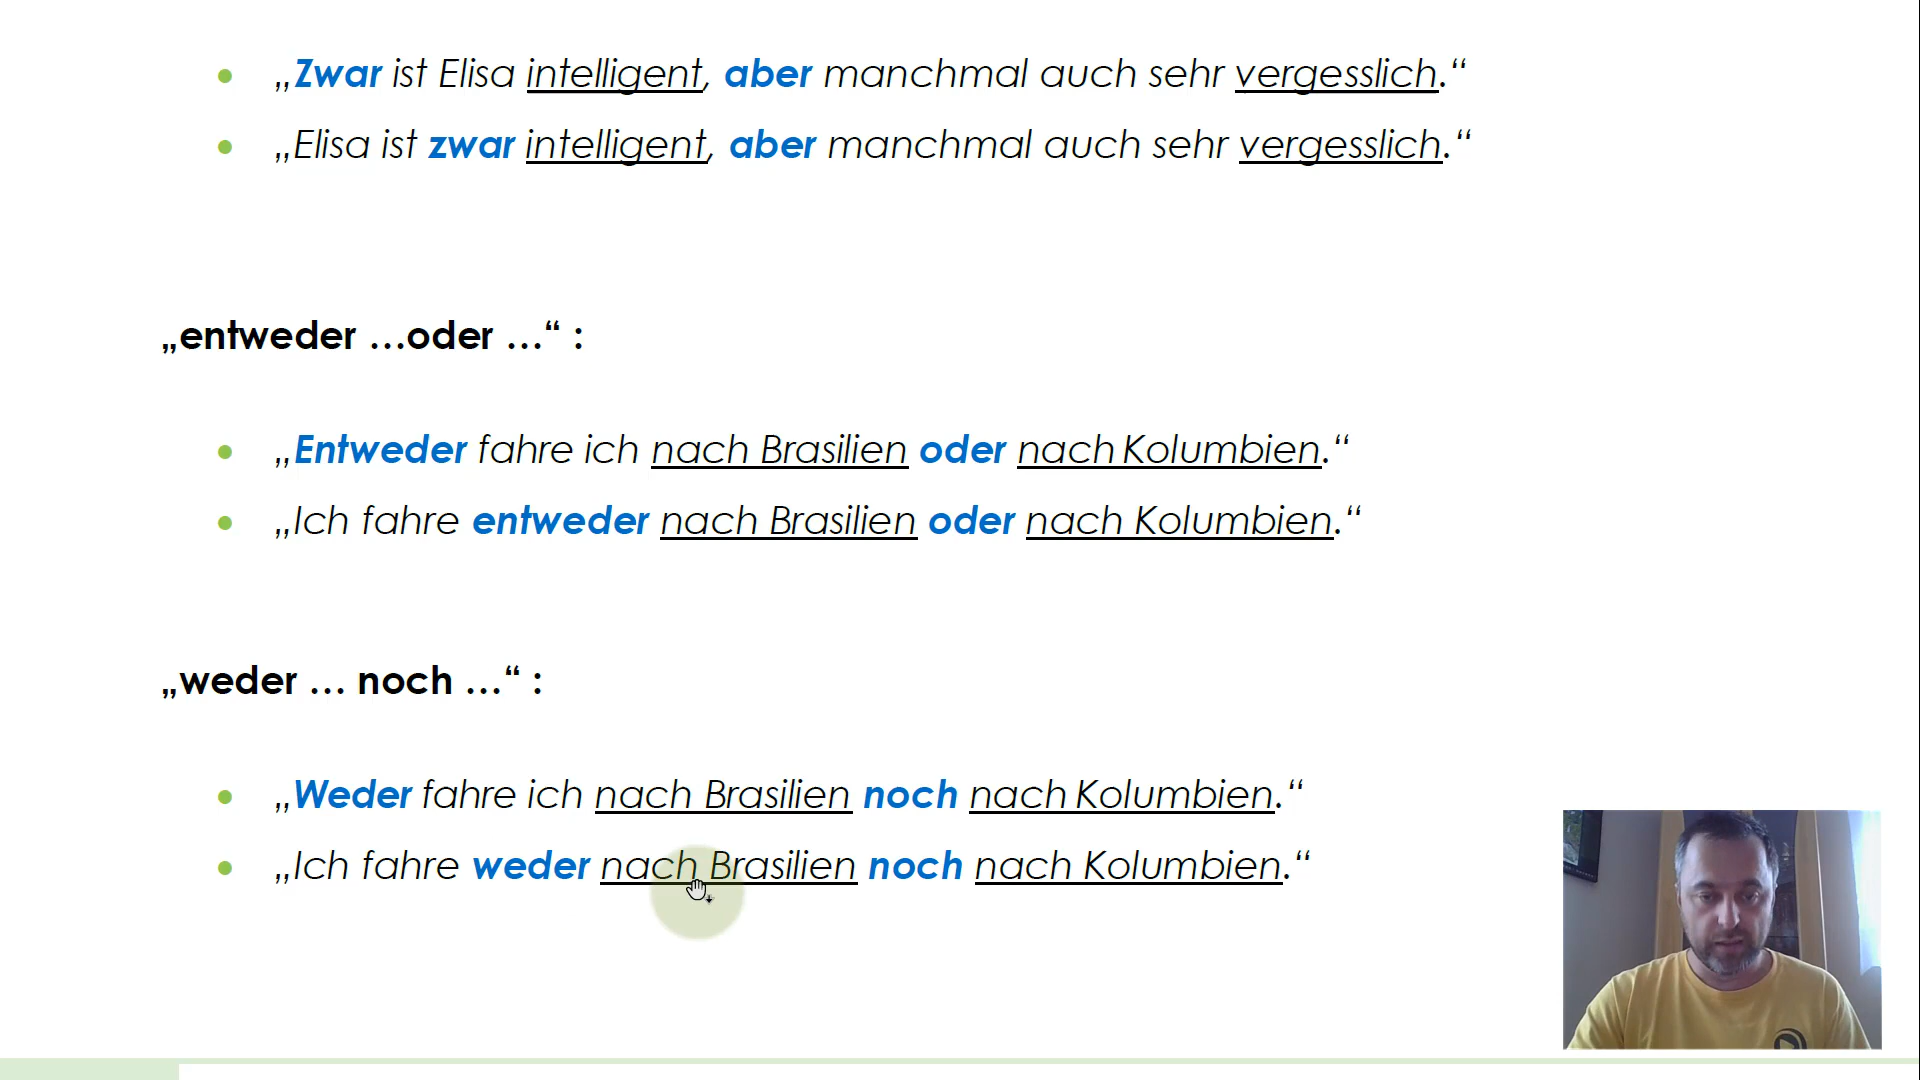 „Zwar ist Elisa intelligent, aber manchmal auch sehr vergesslich.“
„Elisa ist zwar intelligent, aber manchmal auch sehr vergesslich.“
„entweder …oder …“ :
„Entweder fahre ich nach Brasilien oder nach Kolumbien.“
„Ich fahre entweder nach Brasilien oder nach Kolumbien.“
„weder … noch …“ :
„Weder fahre ich nach Brasilien noch nach Kolumbien.“
„Ich fahre weder nach Brasilien noch nach Kolumbien.“